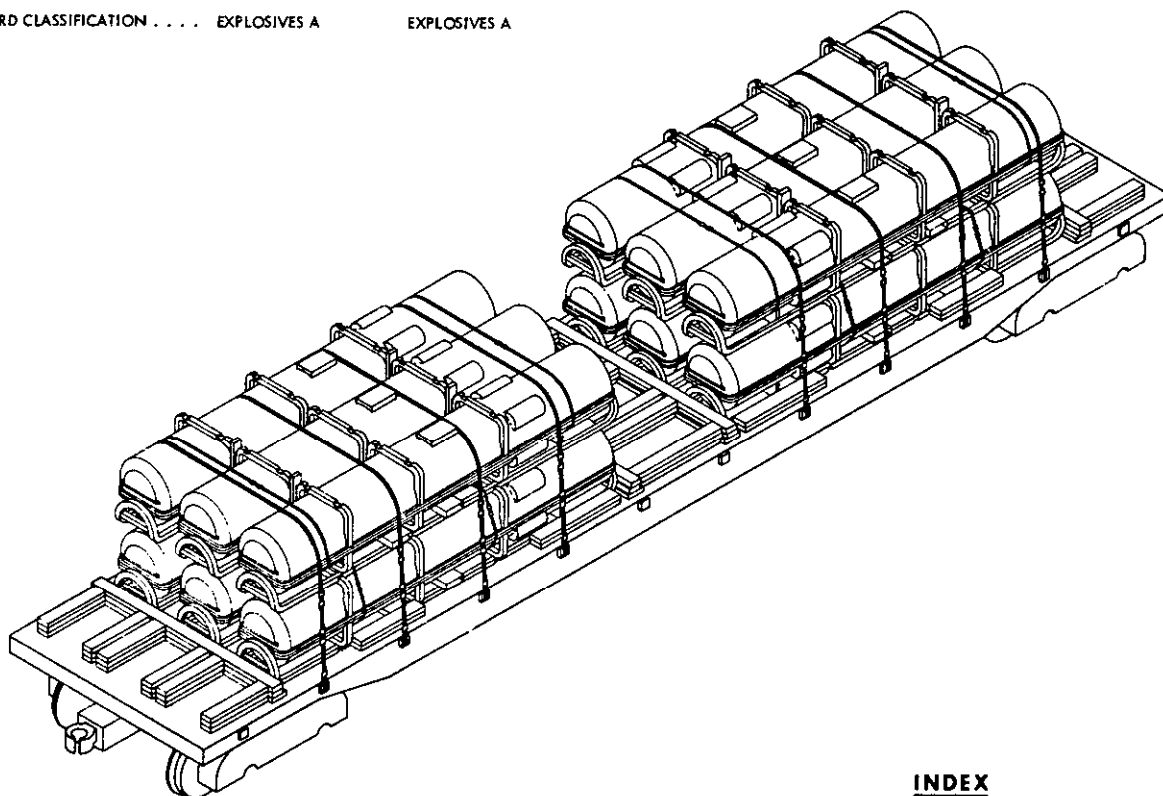 RD CLASSIFICATION . . . . EXPLOSIVES A EXPLOSIVES A
INDEX